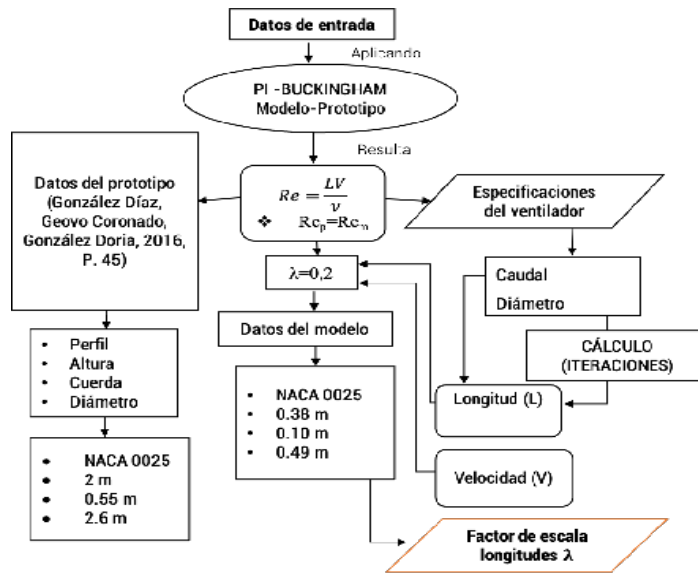 Datos de entrada
Aplicando
PI -BUCKINGHAM
Modelo-Prototipo
Resulta
Datos del prototipo
(González Díaz,
Geovo Coronado,
González Doria, 2016,
P. 45)
Re = LV/ν
❖ Re_p=Re_m
Especificaciones
del ventilador
λ=0,2
Caudal
Diámetro
Datos del modelo
CÁLCULO
(ITERACIONES)
• Perfil
• Altura
• Cuerda
• Diámetro
• NACA 0025
• 0.38 m
• 0.10 m
• 0.49 m
Longitud (L)
Velocidad (V)
• NACA 0025
• 2 m
• 0.55 m
• 2.6 m
Factor de escala
longitudes λ